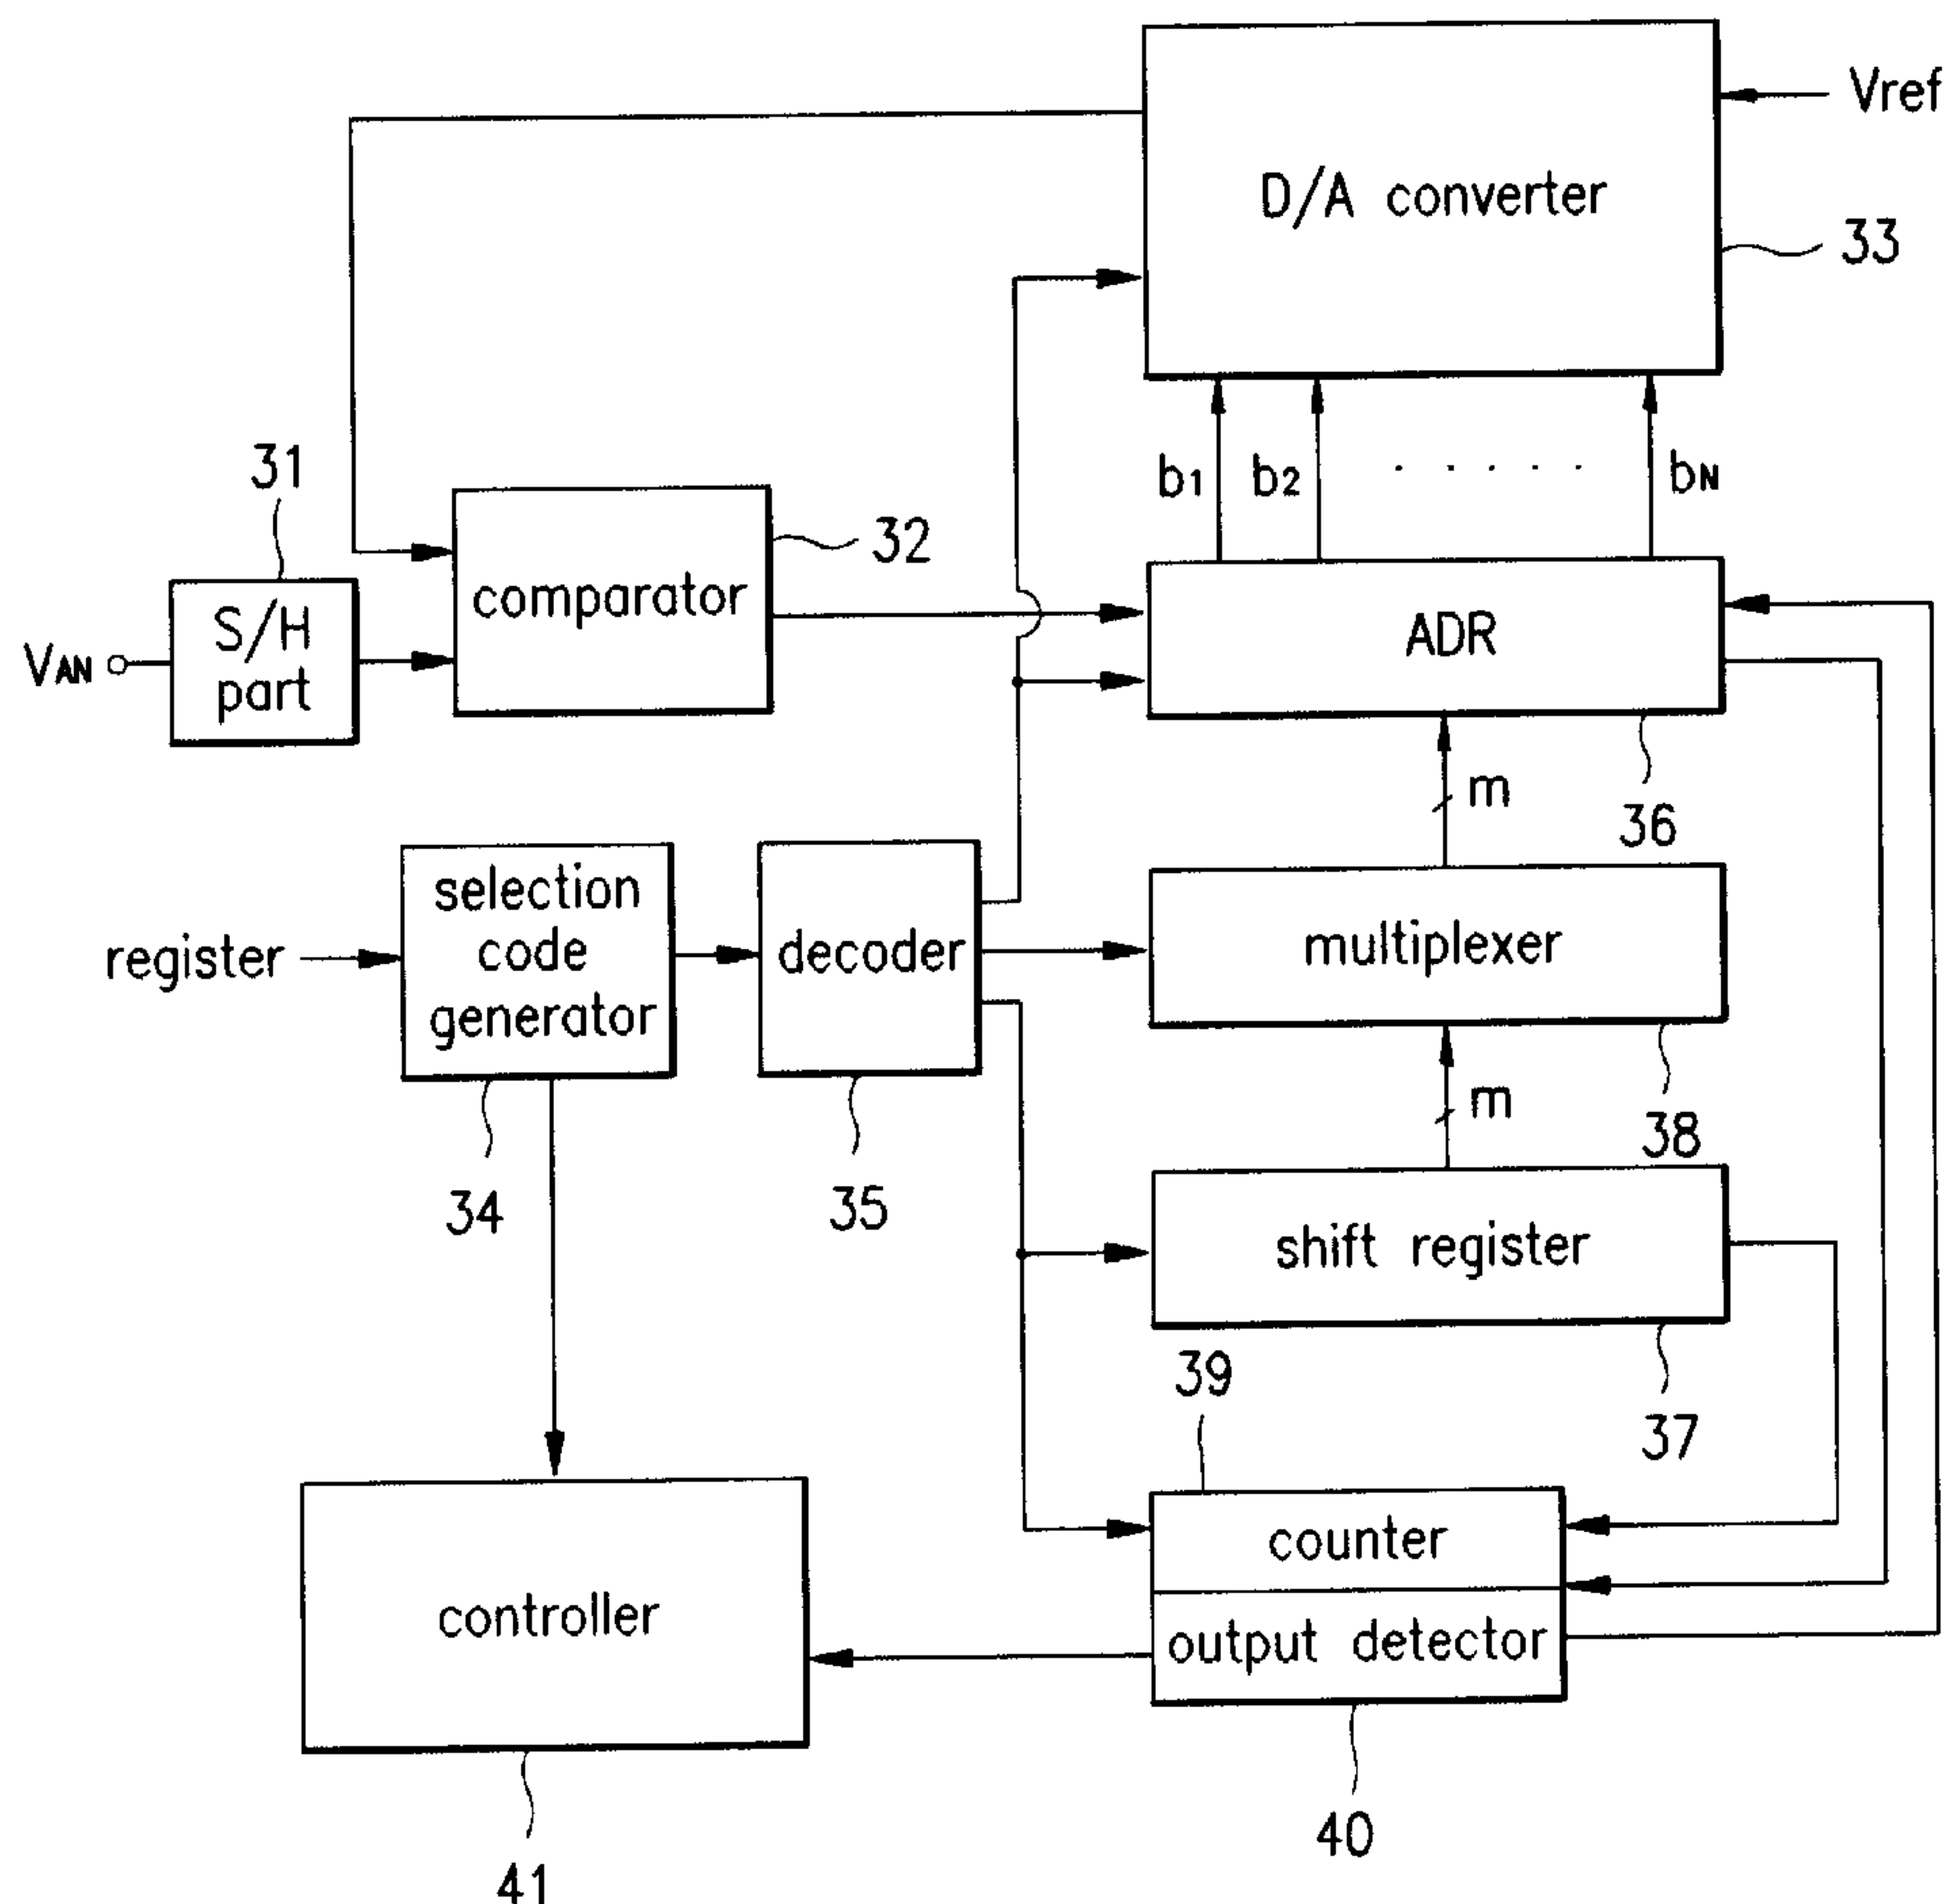 Vref
D/A converter
33
b1
b2
. . . . .
bN
31
32
comparator
S/H
part
VAN
ADR
m
36
selection
code
generator
register
decoder
multiplexer
m
38
34
35
shift register
39
37
counter
controller
output detector
40
41